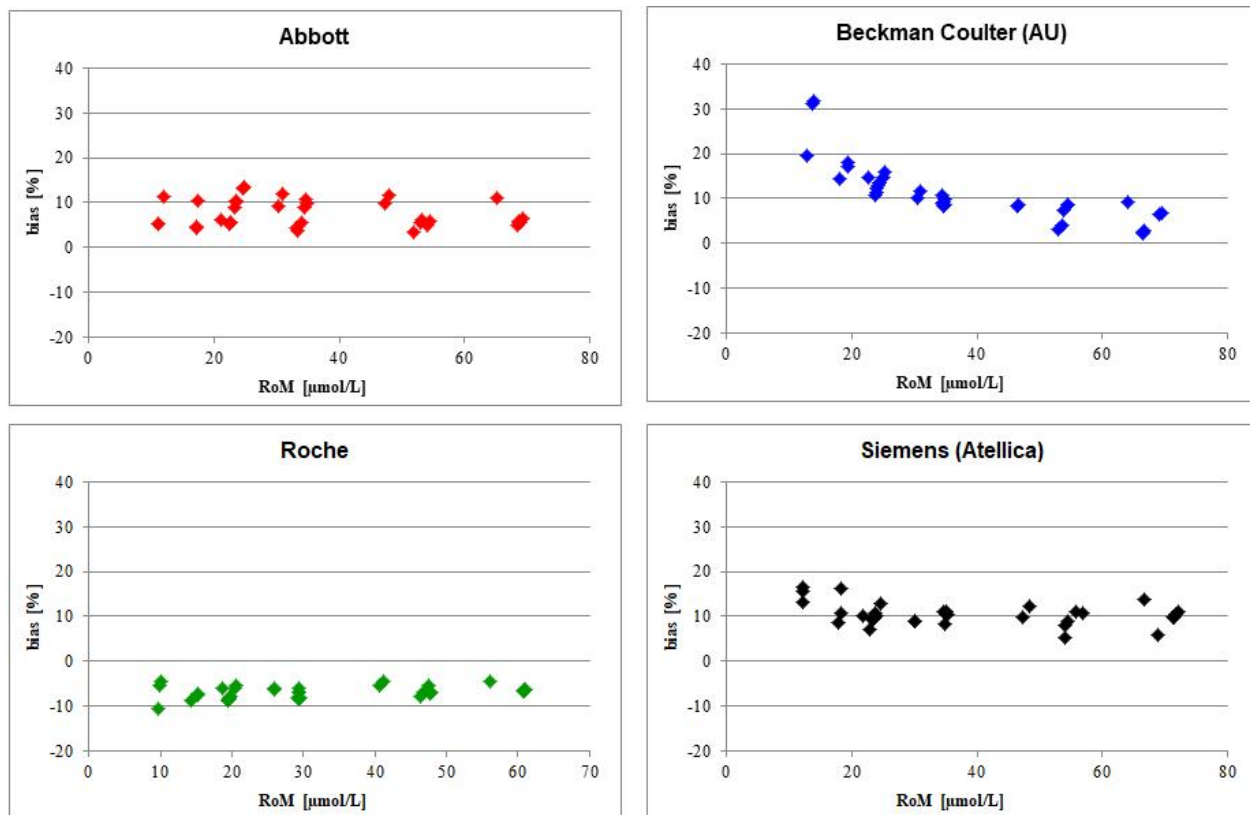 Abbott
40
30
20
10
0
-10
-20
bias [%]
0 20 40 60 80
RoM [µmol/L]
Beckman Coulter (AU)
40
30
20
10
0
-10
-20
bias [%]
0 20 40 60 80
RoM [µmol/L]
Roche
40
30
20
10
0
-10
-20
bias [%]
0 10 20 30 40 50 60 70
RoM [µmol/L]
Siemens (Atellica)
40
30
20
10
0
-10
-20
bias [%]
0 20 40 60 80
RoM [µmol/L]